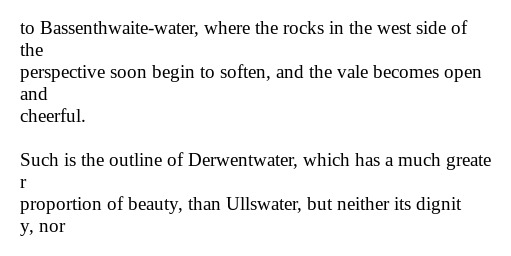 to Bassenthwaite-water, where the rocks in the west side of
the
perspective soon begin to soften, and the vale becomes open
and
cheerful.

Such is the outline of Derwentwater, which has a much greate
r
proportion of beauty, than Ullswater, but neither its dignit
y, nor